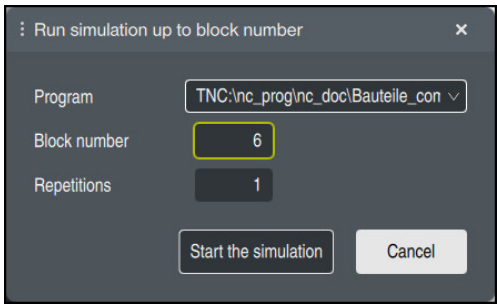 Run simulation up to block number
Program TNC:\nc_prog\nc_doc\Bauteile_com
Block number 6
Repetitions 1
Start the simulation Cancel